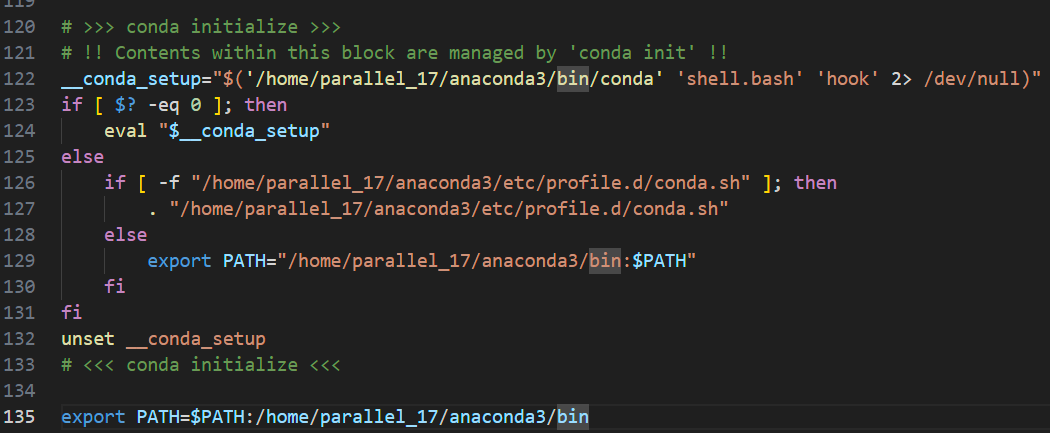 119
120 # >>> conda initialize >>>
121 # !! Contents within this block are managed by 'conda init' !!
122 __conda_setup="$('/home/parallel_17/anaconda3/bin/conda' 'shell.bash' 'hook' 2> /dev/null)"
123 if [ $? -eq 0 ]; then
124     eval "$__conda_setup"
125 else
126     if [ -f "/home/parallel_17/anaconda3/etc/profile.d/conda.sh" ]; then
127         . "/home/parallel_17/anaconda3/etc/profile.d/conda.sh"
128     else
129         export PATH="/home/parallel_17/anaconda3/bin:$PATH"
130     fi
131 fi
132 unset __conda_setup
133 # <<< conda initialize <<<
134
135 export PATH=$PATH:/home/parallel_17/anaconda3/bin